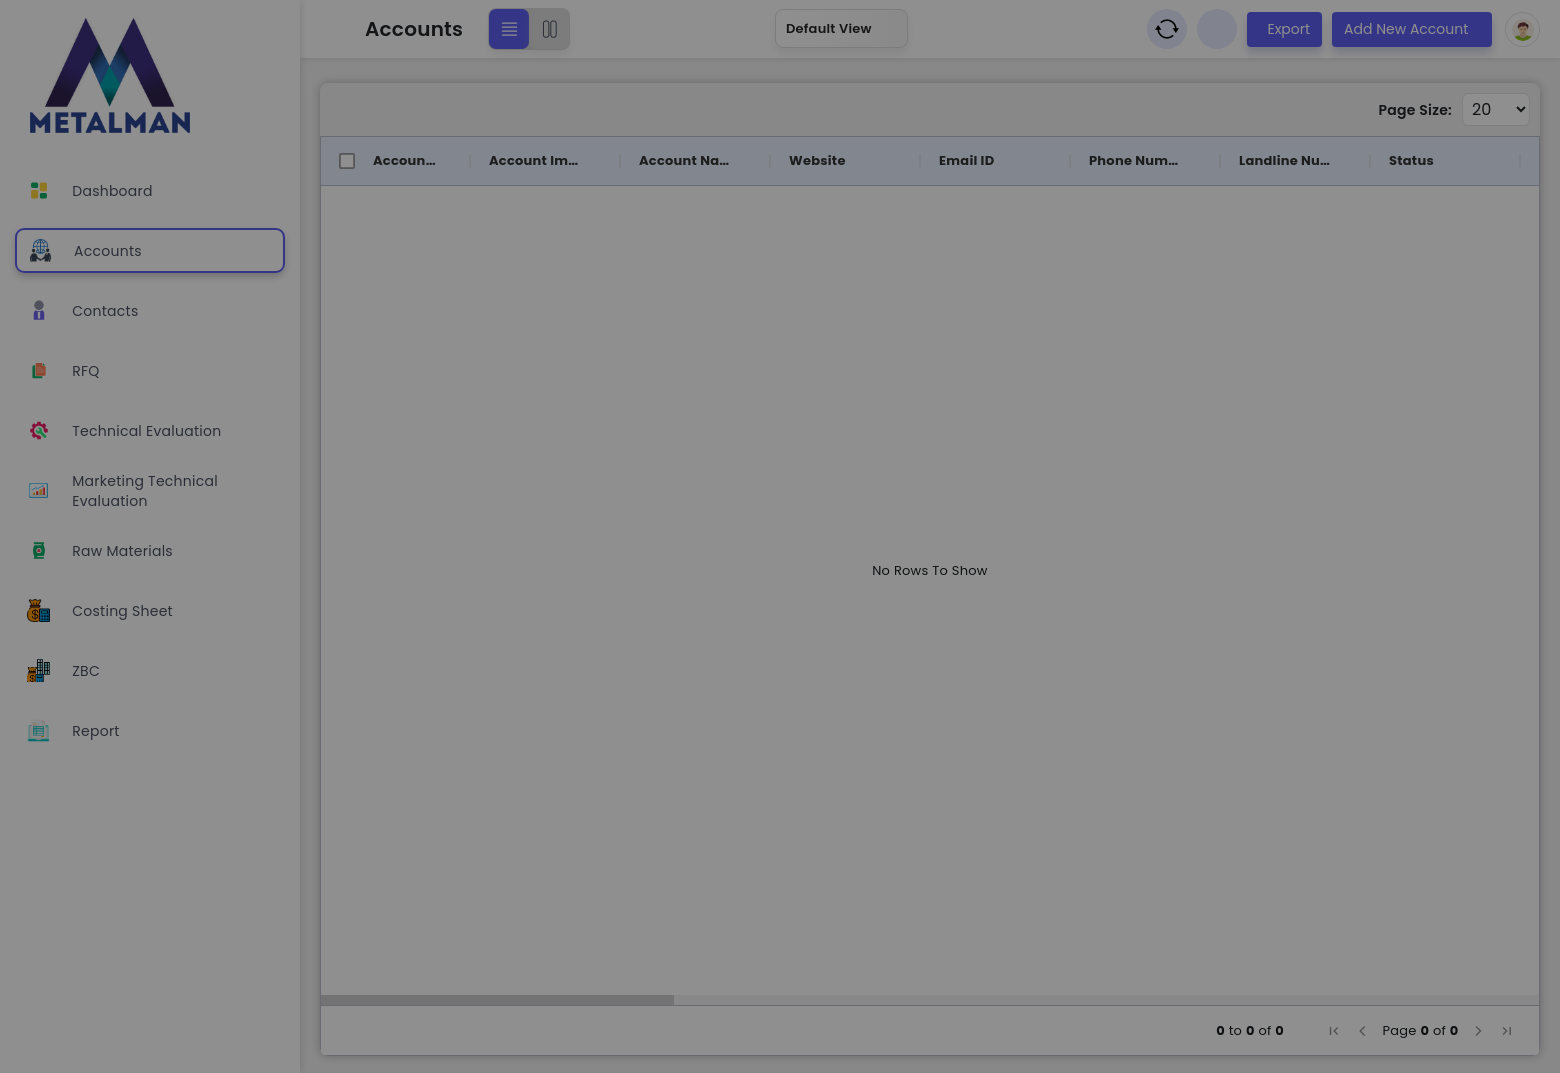 METALMAN
Dashboard
Accounts
Contacts
RFQ
Technical Evaluation
Marketing Technical
Evaluation
Raw Materials
Costing Sheet
ZBC
Report
Accounts
Default View
Export
Add New Account
Page Size:
20
Accoun...
Account Im...
Account Na...
Website
Email ID
Phone Num...
Landline Nu...
Status
No Rows To Show
0 to 0 of 0
Page 0 of 0